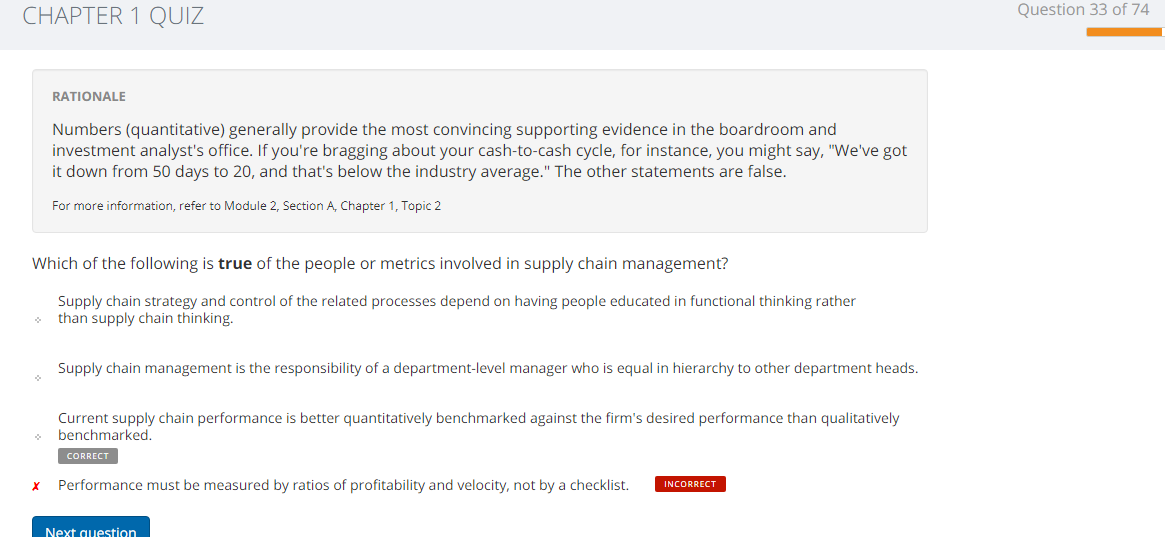 CHAPTER 1 QUIZ
Question 33 of 74
RATIONALE
Numbers (quantitative) generally provide the most convincing supporting evidence in the boardroom and
investment analyst's office. If you're bragging about your cash-to-cash cycle, for instance, you might say, "We've got
it down from 50 days to 20, and that's below the industry average." The other statements are false.
For more information, refer to Module 2, Section A, Chapter 1, Topic 2
Which of the following is true of the people or metrics involved in supply chain management?
Supply chain strategy and control of the related processes depend on having people educated in functional thinking rather
than supply chain thinking.
Supply chain management is the responsibility of a department-level manager who is equal in hierarchy to other department heads.
Current supply chain performance is better quantitatively benchmarked against the firm's desired performance than qualitatively
benchmarked.
CORRECT
✗ Performance must be measured by ratios of profitability and velocity, not by a checklist. INCORRECT
Next question